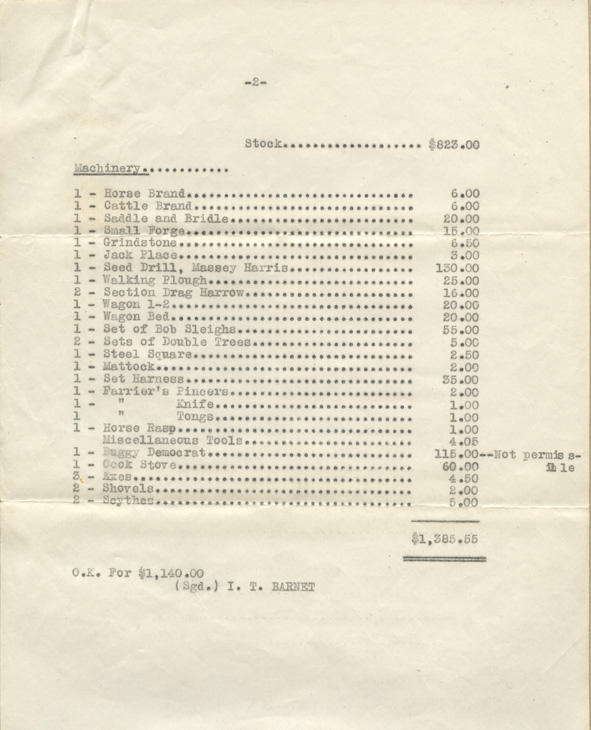 -2-
Stock.................... $823.00
Machinery............
1 - Horse Brand................................ 6.00
1 - Cattle Brand............................... 6.00
1 - Saddle and Bridle.......................... 20.00
1 - Small Forge................................ 15.00
1 - Grindstone................................. 6.50
1 - Jack Place................................. 3.00
1 - Seed Drill, Massey Harris.................. 130.00
1 - Walking Plough............................. 25.00
2 - Section Drag Harrow........................ 16.00
1 - Wagon 1-2.................................. 20.00
1 - Wagon Bed.................................. 20.00
1 - Set of Bob Sleighs......................... 55.00
2 - Sets of Double Trees....................... 5.00
1 - Steel Square............................... 2.50
1 - Mattock.................................... 2.00
1 - Set Harness................................ 35.00
1 - Farrier's Pincers.......................... 2.00
1 - " Knife............................ 1.00
1 " Tongs............................ 1.00
1 - Horse Rasp................................. 1.00
Miscellaneous Tools........................ 4.05
1 - Buggy Democrat............................. 115.00--Not permis-
1 - Cook Stove................................. 60.00 ible
3 - Axes....................................... 4.50
2 - Shovels.................................... 2.00
2 - Scythes.................................... 5.00
$1,385.55
O.K. For $1,140.00
(Sgd.) I. T. BARNET